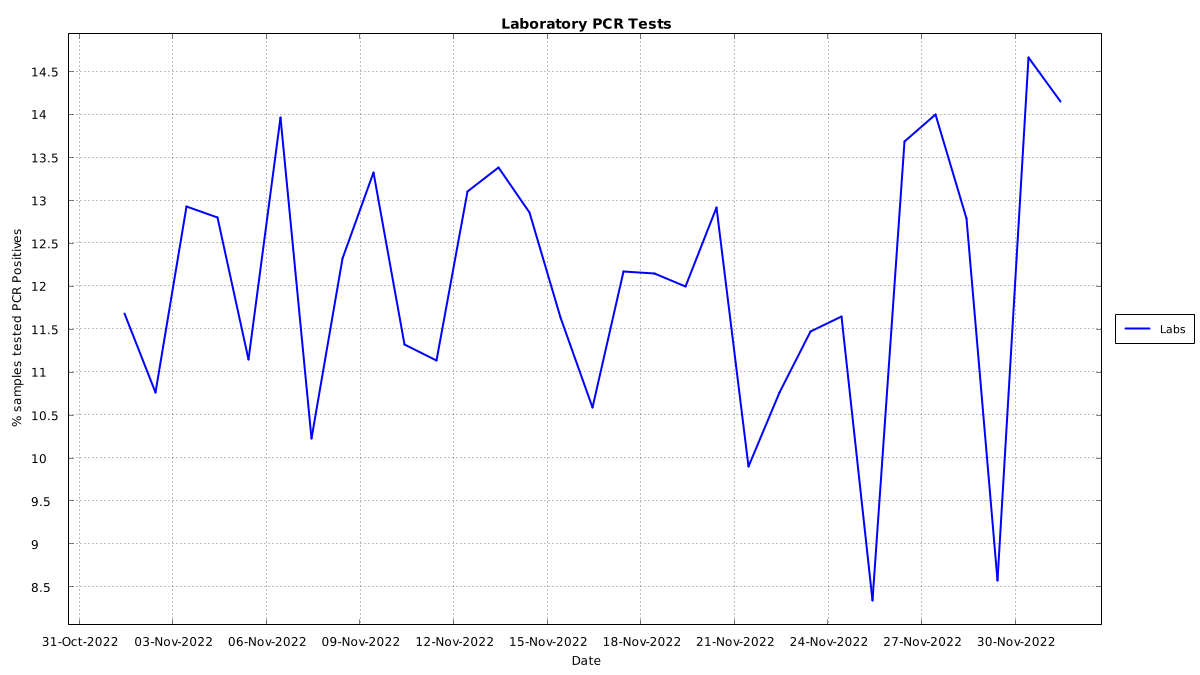 Laboratory PCR Tests
% samples tested PCR Positives
14.5
14
13.5
13
12.5
12
11.5
11
10.5
10
9.5
9
8.5
31-Oct-2022 03-Nov-2022 06-Nov-2022 09-Nov-2022 12-Nov-2022 15-Nov-2022 18-Nov-2022 21-Nov-2022 24-Nov-2022 27-Nov-2022 30-Nov-2022
Date
Labs